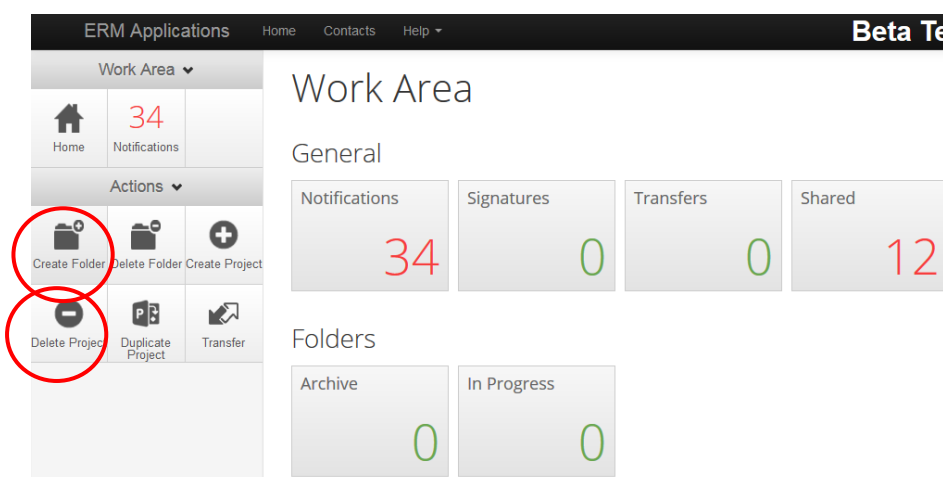 ERM Applications Home Contacts Help Beta Te
Work Area
34
Home Notifications
Actions
Create Folder Delete Folder Create Project
Delete Project Duplicate Project Transfer
Work Area
General
Notifications Signatures Transfers Shared
34 0 0 12
Folders
Archive In Progress
0 0